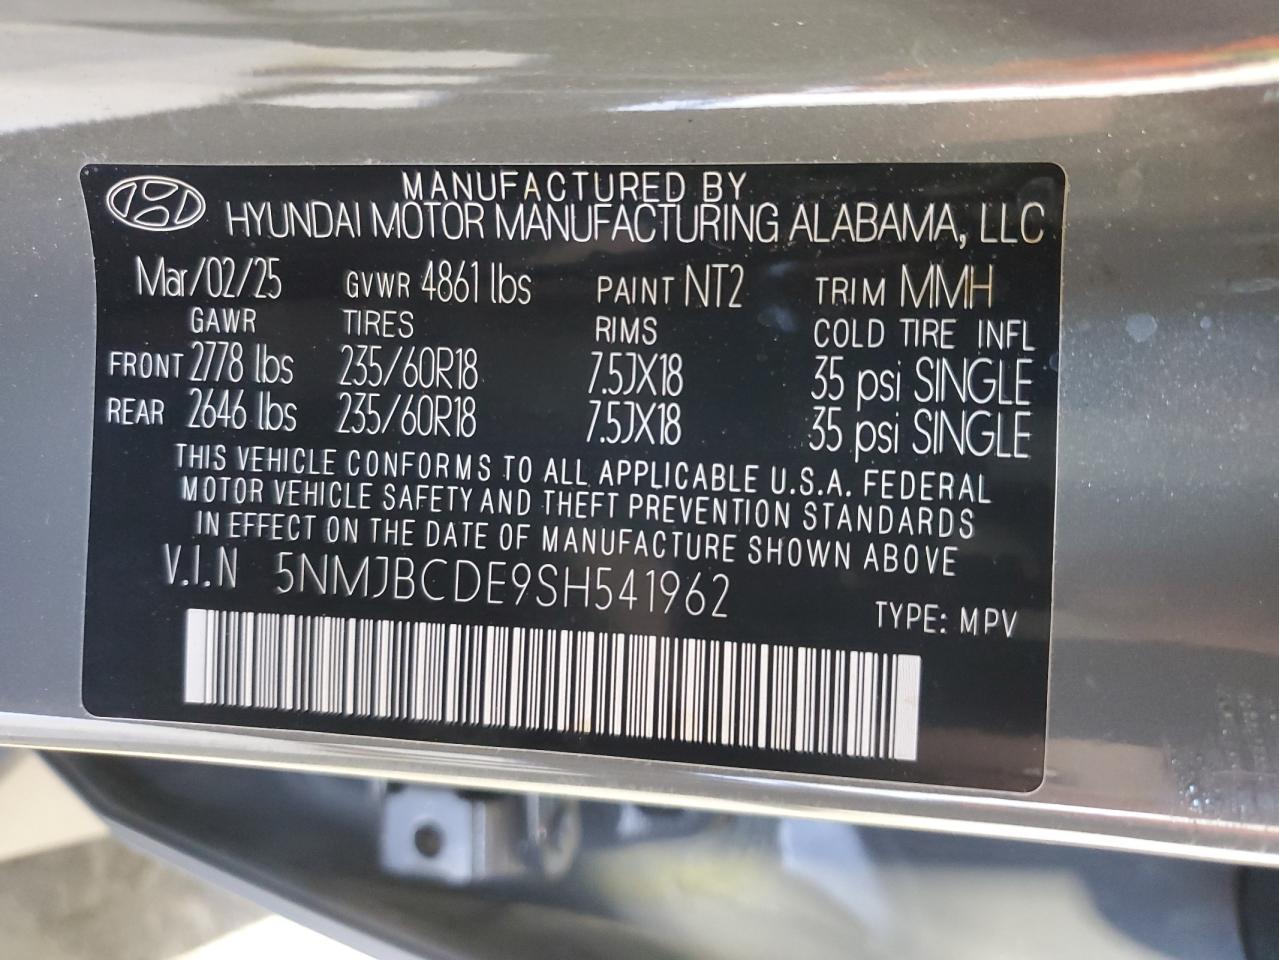 MANUFACTURED BY
HYUNDAI MOTOR MANUFACTURING ALABAMA, LLC
Mar/02/25 GVWR 4861 lbs PAINT NT2 TRIM MMH
GAWR TIRES RIMS COLD TIRE INFL
FRONT 2778 lbs 235/60R18 7.5JX18 35 psi SINGLE
REAR 2646 lbs 235/60R18 7.5JX18 35 psi SINGLE
THIS VEHICLE CONFORMS TO ALL APPLICABLE U.S.A. FEDERAL
MOTOR VEHICLE SAFETY AND THEFT PREVENTION STANDARDS
IN EFFECT ON THE DATE OF MANUFACTURE SHOWN ABOVE
V.I.N 5NMJBCDE9SH541962
TYPE: MPV